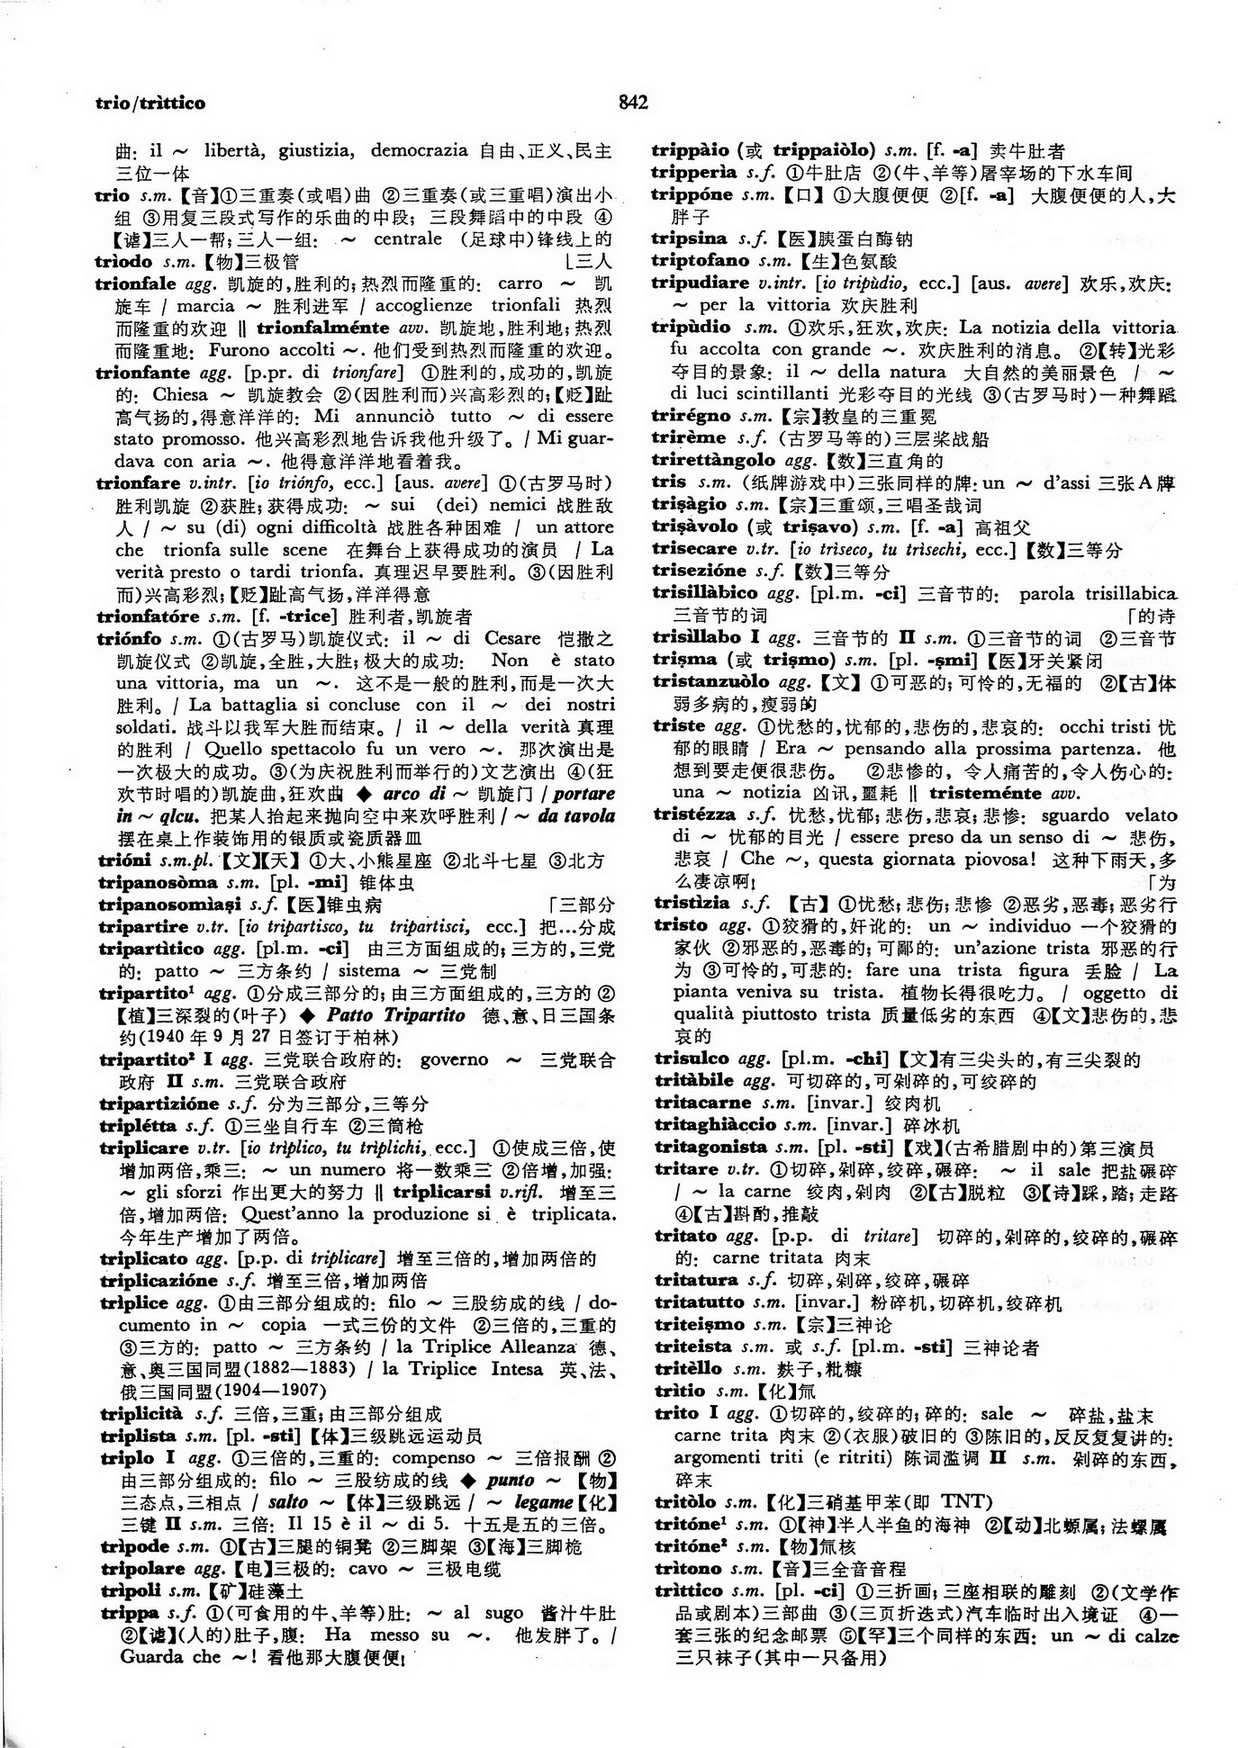 trio/trìttico
842
曲: il ～ libertà, giustizia, democrazia 自由、正义、民主
三位一体
trio s.m.【音】①三重奏(或唱)曲 ②三重奏(或三重唱)演出小
组 ③用复三段式写作的乐曲的中段; 三段舞蹈中的中段 ④
【谑】三人一帮;三人一组: ～ centrale (足球中)锋线上的
trìodo s.m.【物】三极管 ⌊三人
trionfale agg. 凯旋的,胜利的;热烈而隆重的: carro ～ 凯
旋车 / marcia ～ 胜利进军 / accoglienze trionfali 热烈
而隆重的欢迎 ‖ trionfalménte avv. 凯旋地,胜利地;热烈
而隆重地: Furono accolti ～. 他们受到热烈而隆重的欢迎。
trionfante agg. [p.pr. di trionfare] ①胜利的,成功的,凯旋
的: Chiesa ～ 凯旋教会 ②(因胜利而)兴高彩烈的;【贬】趾
高气扬的,得意洋洋的: Mi annunciò tutto ～ di essere
stato promosso. 他兴高彩烈地告诉我他升级了。/ Mi guar-
dava con aria ～. 他得意洋洋地看着我。
trionfare v.intr. [io triónfo, ecc.] [aus. avere] ①(古罗马时)
胜利凯旋 ②获胜;获得成功: ～ sui (dei) nemici 战胜敌
人 / ～ su (di) ogni difficoltà 战胜各种困难 / un attore
che trionfa sulle scene 在舞台上获得成功的演员 / La
verità presto o tardi trionfa. 真理迟早要胜利。③(因胜利
而)兴高彩烈;【贬】趾高气扬,洋洋得意
trionfatóre s.m. [f. -trice] 胜利者,凯旋者
triónfo s.m. ①(古罗马)凯旋仪式: il ～ di Cesare 恺撒之
凯旋仪式 ②凯旋,全胜,大胜;极大的成功: Non è stato
una vittoria, ma un ～. 这不是一般的胜利,而是一次大
胜利。/ La battaglia si concluse con il ～ dei nostri
soldati. 战斗以我军大胜而结束。/ il ～ della verità 真理
的胜利 / Quello spettacolo fu un vero ～. 那次演出是
一次极大的成功。③(为庆祝胜利而举行的)文艺演出 ④(狂
欢节时唱的)凯旋曲,狂欢曲 ◆ arco di ～ 凯旋门 / portare
in ～ qlcu. 把某人抬起来抛向空中来欢呼胜利 / ～ da tavola
摆在桌上作装饰用的银质或瓷质器皿
trióni s.m.pl.【文】【天】①大、小熊星座 ②北斗七星 ③北方
tripanosòma s.m. [pl. -mi] 锥体虫
tripanosomìaṣi s.f.【医】锥虫病 「三部分
tripartire v.tr. [io tripartisco, tu tripartisci, ecc.] 把…分成
tripartìtico agg. [pl.m. -ci] 由三方面组成的;三方的,三党
的: patto ～ 三方条约 / sistema ～ 三党制
tripartito¹ agg. ①分成三部分的;由三方面组成的,三方的 ②
【植】三深裂的(叶子) ◆ Patto Tripartito 德、意、日三国条
约(1940 年 9 月 27 日签订于柏林)
tripartito² I agg. 三党联合政府的: governo ～ 三党联合
政府 II s.m. 三党联合政府
tripartizióne s.f. 分为三部分,三等分
triplétta s.f. ①三坐自行车 ②三筒枪
triplicare v.tr. [io triplico, tu triplichi, ecc.] ①使成三倍,使
增加两倍,乘三: ～ un numero 将一数乘三 ②倍增,加强:
～ gli sforzi 作出更大的努力 ‖ triplicarsi v.rifl. 增至三
倍,增加两倍: Quest'anno la produzione si è triplicata.
今年生产增加了两倍。
triplicato agg. [p.p. di triplicare] 增至三倍的,增加两倍的
triplicazióne s.f. 增至三倍,增加两倍
trìplice agg. ①由三部分组成的: filo ～ 三股纺成的线 / do-
cumento in ～ copia 一式三份的文件 ②三倍的,三重的
③三方的: patto ～ 三方条约 / la Triplice Alleanza 德、
意、奥三国同盟(1882—1883) / la Triplice Intesa 英、法、
俄三国同盟(1904—1907)
triplicità s.f. 三倍,三重;由三部分组成
triplista s.m. [pl. -sti]【体】三级跳远运动员
triplo I agg. ①三倍的,三重的: compenso ～ 三倍报酬 ②
由三部分组成的: filo ～ 三股纺成的线 ◆ punto ～【物】
三态点,三相点 / salto ～【体】三级跳远 / ～ legame【化】
三键 II s.m. 三倍: Il 15 è il ～ di 5. 十五是五的三倍。
trìpode s.m. ①【古】三腿的铜凳 ②三脚架 ③【海】三脚桅
tripolare agg.【电】三极的: cavo ～ 三极电缆
trìpoli s.m.【矿】硅藻土
trippa s.f. ①(可食用的牛、羊等)肚: ～ al sugo 酱汁牛肚
②【谑】(人的)肚子,腹: Ha messo su ～. 他发胖了。/
Guarda che ～! 看他那大腹便便!
trippàio (或 trippaiòlo) s.m. [f. -a] 卖牛肚者
tripperìa s.f. ①牛肚店 ②(牛、羊等)屠宰场的下水车间
trippóne s.m.【口】①大腹便便 ②[f. -a] 大腹便便的人,大
胖子
tripsina s.f.【医】胰蛋白酶钠
triptofano s.m.【生】色氨酸
tripudiare v.intr. [io tripùdio, ecc.] [aus. avere] 欢乐,欢庆:
～ per la vittoria 欢庆胜利
tripùdio s.m. ①欢乐,狂欢,欢庆: La notizia della vittoria
fu accolta con grande ～. 欢庆胜利的消息。 ②【转】光彩
夺目的景象: il ～ della natura 大自然的美丽景色 / ～
di luci scintillanti 光彩夺目的光线 ③(古罗马时)一种舞蹈
trirégno s.m.【宗】教皇的三重冕
trirème s.f. (古罗马等的)三层桨战船
trirettàngolo agg.【数】三直角的
tris s.m. (纸牌游戏中)三张同样的牌: un ～ d'assi 三张A牌
triṣàgio s.m.【宗】三重颂,三唱圣哉词
triṣàvolo (或 triṣavo) s.m. [f. -a] 高祖父
trisecare v.tr. [io triseco, tu trisechi, ecc.]【数】三等分
trisezióne s.f.【数】三等分
trisillàbico agg. [pl.m. -ci] 三音节的: parola trisillabica
三音节的词 「的诗
trisìllabo I agg. 三音节的 II s.m. ①三音节的词 ②三音节
triṣma (或 triṣmo) s.m. [pl. -ṣmi]【医】牙关紧闭
tristanzuòlo agg.【文】①可恶的;可怜的,无福的 ②【古】体
弱多病的,瘦弱的
triste agg. ①忧愁的,忧郁的,悲伤的,悲哀的: occhi tristi 忧
郁的眼睛 / Era ～ pensando alla prossima partenza. 他
想到要走便很悲伤。 ②悲惨的, 令人痛苦的,令人伤心的:
una ～ notizia 凶讯,噩耗 ‖ tristeménte avv.
tristézza s.f. 忧愁,忧郁;悲伤,悲哀;悲惨: sguardo velato
di ～ 忧郁的目光 / essere preso da un senso di ～ 悲伤,
悲哀 / Che ～, questa giornata piovosa! 这种下雨天,多
么凄凉啊! 「为
tristìzia s.f. 【古】①忧愁;悲伤;悲惨 ②恶劣,恶毒;恶劣行
tristo agg. ①狡猾的,奸讹的: un ～ individuo 一个狡猾的
家伙 ②邪恶的,恶毒的;可鄙的: un'azione trista 邪恶的行
为 ③可怜的,可悲的: fare una trista figura 丢脸 / La
pianta veniva su trista. 植物长得很吃力。 / oggetto di
qualità piuttosto trista 质量低劣的东西 ④【文】悲伤的,悲
哀的
trisulco agg. [pl.m. -chi]【文】有三尖头的,有三尖裂的
tritàbile agg. 可切碎的,可剁碎的,可绞碎的
tritacarne s.m. [invar.] 绞肉机
tritaghiàccio s.m. [invar.] 碎冰机
tritagonista s.m. [pl. -sti]【戏】(古希腊剧中的)第三演员
tritare v.tr. ①切碎,剁碎,绞碎,碾碎: ～ il sale 把盐碾碎
/ ～ la carne 绞肉,剁肉 ②【古】脱粒 ③【诗】踩,踏;走路
④【古】斟酌,推敲
tritato agg. [p.p. di tritare] 切碎的,剁碎的,绞碎的,碾碎
的: carne tritata 肉末
tritatura s.f. 切碎,剁碎,绞碎,碾碎
tritatutto s.m. [invar.] 粉碎机,切碎机,绞碎机
triteiṣmo s.m.【宗】三神论
triteista s.m. 或 s.f. [pl.m. -sti] 三神论者
tritèllo s.m. 麸子,秕糠
trìtio s.m.【化】氚
trito I agg. ①切碎的,绞碎的;碎的: sale ～ 碎盐,盐末
carne trita 肉末 ②(衣服)破旧的 ③陈旧的,反反复复讲的:
argomenti triti (e ritriti) 陈词滥调 II s.m. 剁碎的东西,
碎末
tritòlo s.m.【化】三硝基甲苯(即 TNT)
tritóne¹ s.m. ①【神】半人半鱼的海神 ②【动】北螈属;法螺属
tritóne² s.m.【物】氚核
trìtono s.m.【音】三全音音程
trìttico s.m. [pl. -ci] ①三折画;三座相联的雕刻 ②(文学作
品或剧本)三部曲 ③(三页折迭式)汽车临时出入境证 ④一
套三张的纪念邮票 ⑤【罕】三个同样的东西: un ～ di calze
三只袜子(其中一只备用)